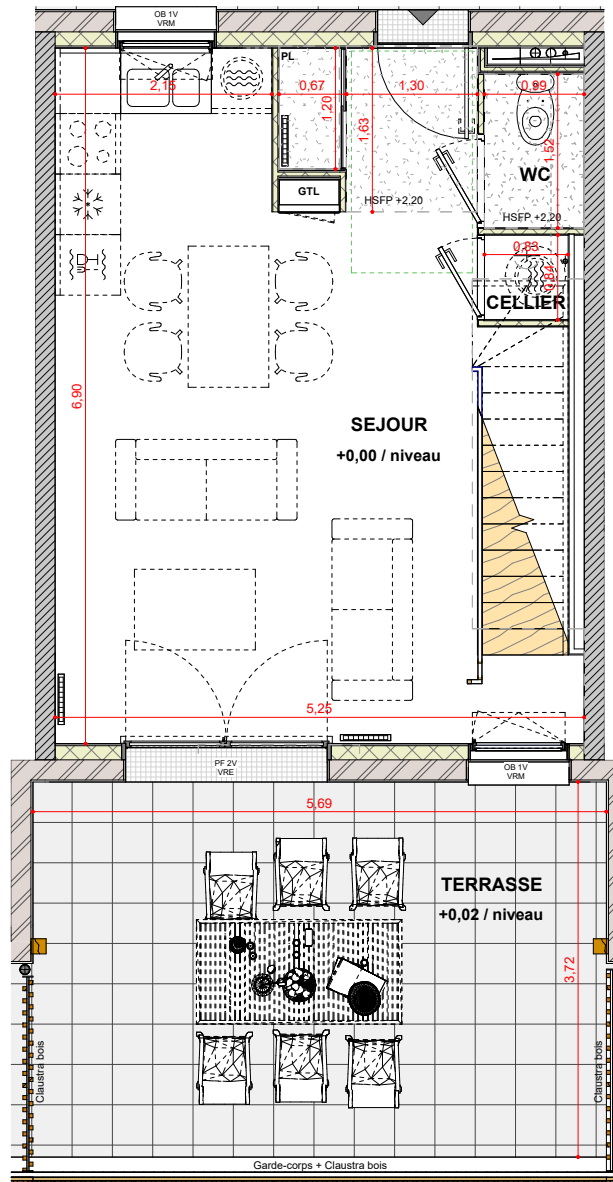 OB 1V
VRM
PL
2,15
0,67
1,30
0,99
1,20
1,63
1,52
WC
GTL
HSFP +2,20
HSFP +2,20
0,83
0,84
CELLIER
6,90
SEJOUR
+0,00 / niveau
5,25
PF 2V
VRE
OB 1V
VRM
5,69
TERRASSE
+0,02 / niveau
3,72
Claustra bois
Claustra bois
Garde-corps + Claustra bois